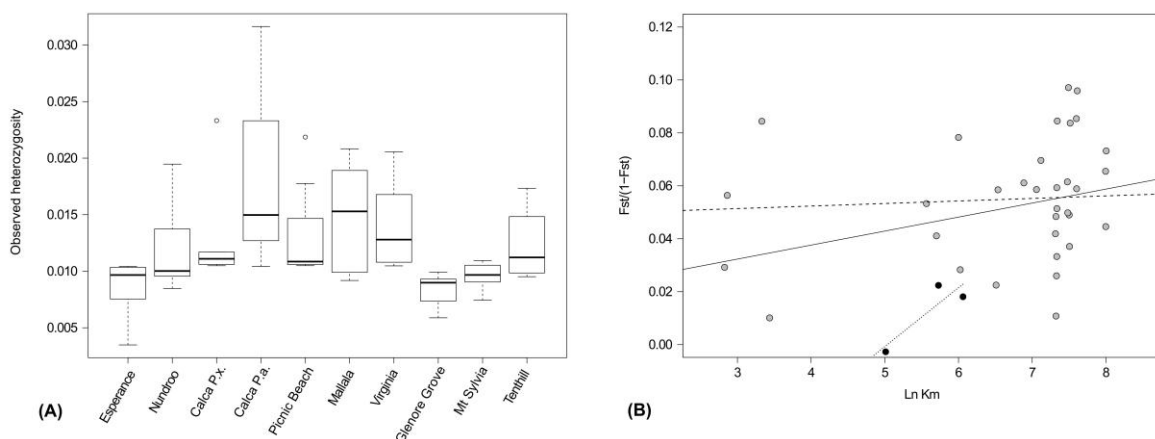 Observed heterozygosity
0.030
0.025
0.020
0.015
0.010
0.005
Esperance
Nundroo
Calca P.x.
Calca P.a.
Picnic Beach
Mallala
Virginia
Glenore Grove
Mt Sylvia
Tenthill
(A)
Fst/(1−Fst)
0.12
0.10
0.08
0.06
0.04
0.02
0.00
3 4 5 6 7 8
Ln Km
(B)